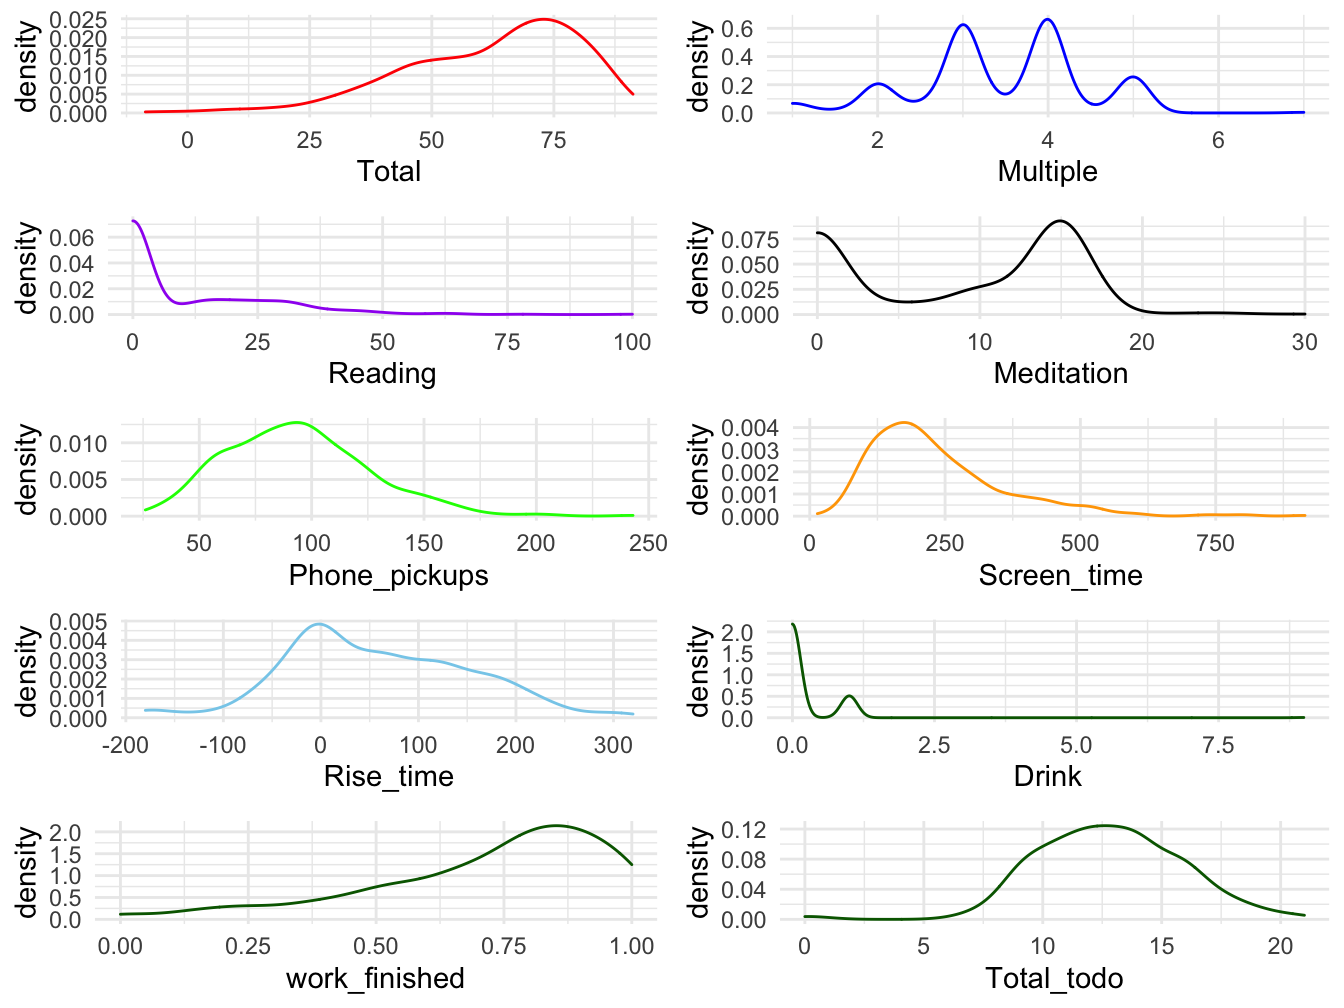 density
0.025
0.020
0.015
0.010
0.005
0.000
0 25 50 75
Total
density
0.6
0.4
0.2
0.0
2 4 6
Multiple
density
0.06
0.04
0.02
0.00
0 25 50 75 100
Reading
density
0.075
0.050
0.025
0.000
0 10 20 30
Meditation
density
0.010
0.005
0.000
50 100 150 200 250
Phone_pickups
density
0.004
0.003
0.002
0.001
0.000
0 250 500 750
Screen_time
density
0.005
0.004
0.003
0.002
0.001
0.000
-200 -100 0 100 200 300
Rise_time
density
2.0
1.5
1.0
0.5
0.0
0.0 2.5 5.0 7.5
Drink
density
2.0
1.5
1.0
0.5
0.0
0.00 0.25 0.50 0.75 1.00
work_finished
density
0.12
0.08
0.04
0.00
0 5 10 15 20
Total_todo